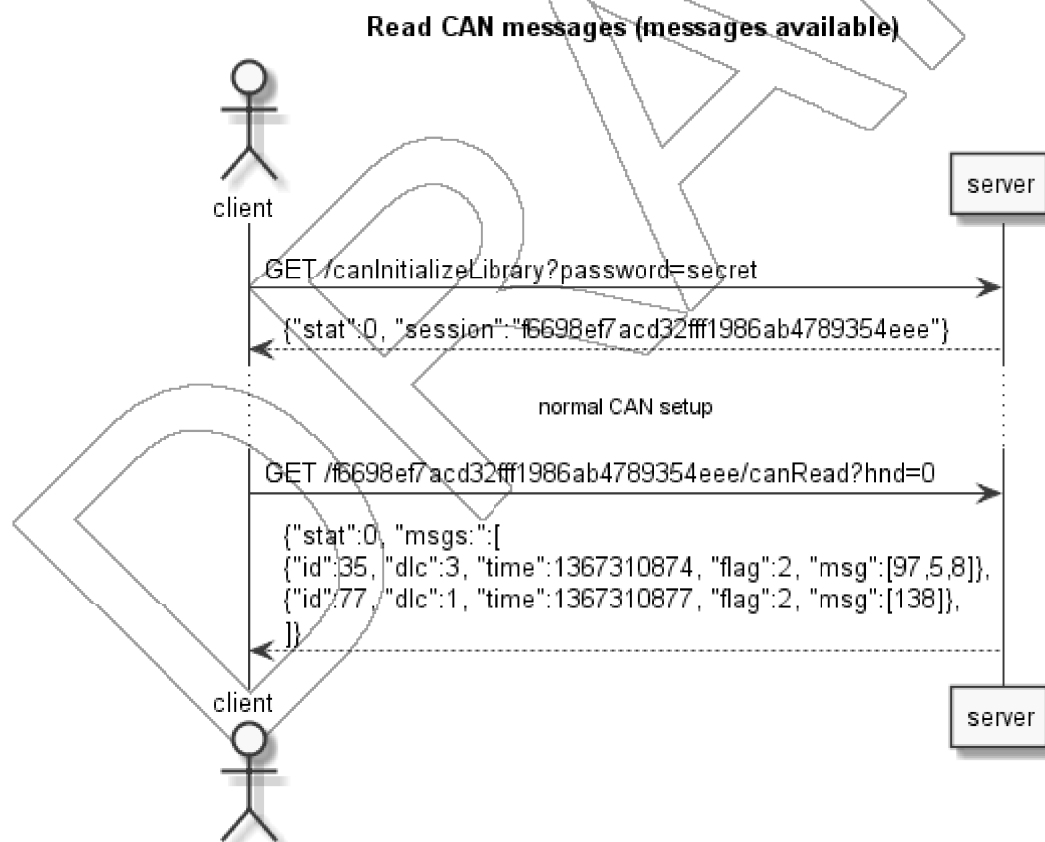 Read CAN messages (messages available)
client
server
GET /canInitializeLibrary?password=secret
{"stat":0, "session":"f6698ef7acd32fff1986ab4789354eee"}
normal CAN setup
GET /f6698ef7acd32fff1986ab4789354eee/canRead?hnd=0
{"stat":0, "msgs:":[
{"id":35, "dlc":3, "time":1367310874, "flag":2, "msg":[97,5,8]},
{"id":77, "dlc":1, "time":1367310877, "flag":2, "msg":[138]},
]}
client
server
DRAFT